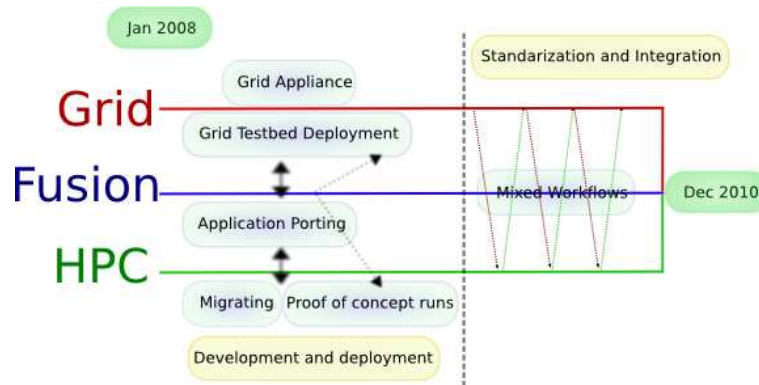 Jan 2008
Standarization and Integration
Grid Appliance
Grid
Grid Testbed Deployment
Fusion
Mixed Workflows
Dec 2010
Application Porting
HPC
Migrating
Proof of concept runs
Development and deployment